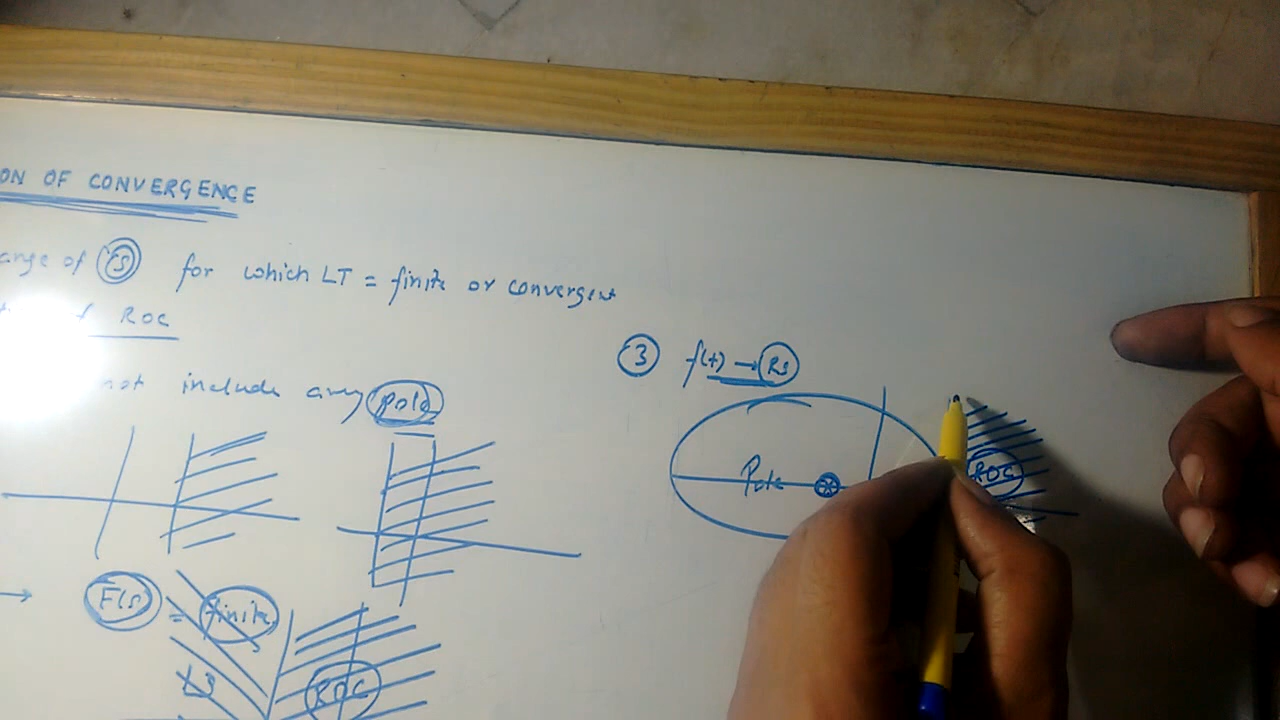 ON OF CONVERGENCE
ange of (s) for which LT = finite or convergent
f ROC
not include any pole
F(s) = finite
ROC
3 f(t) → RS
Pole
ROC